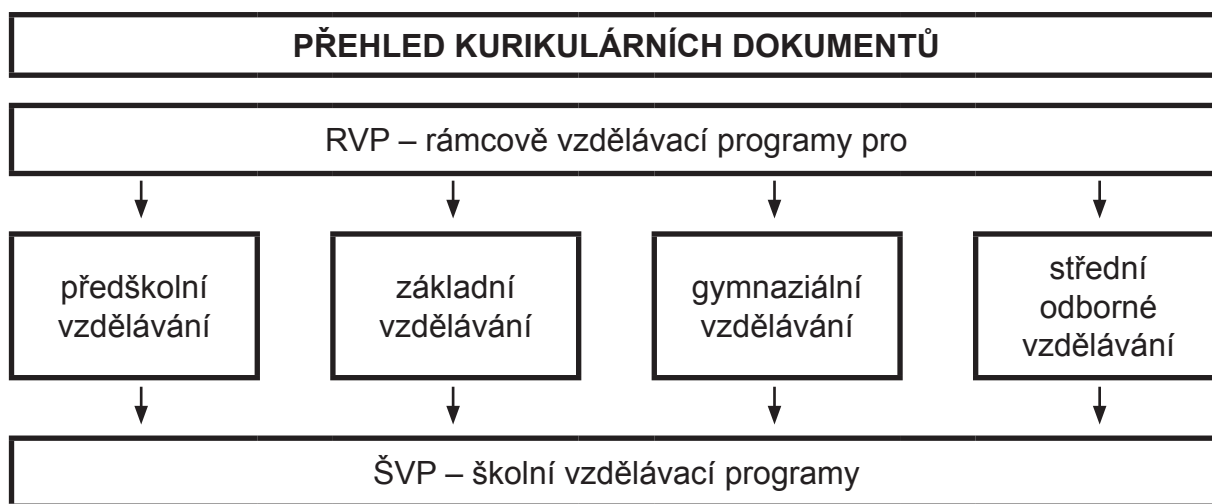 PŘEHLED KURIKULÁRNÍCH DOKUMENTŮ
RVP – rámcově vzdělávací programy pro
předškolní
vzdělávání
základní
vzdělávání
gymnaziální
vzdělávání
střední
odborné
vzdělávání
ŠVP – školní vzdělávací programy